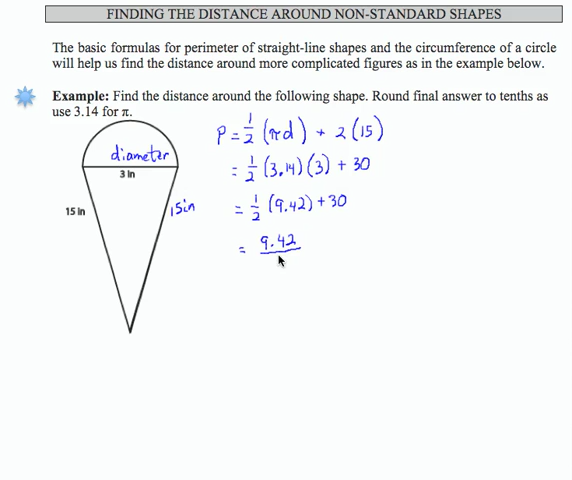 FINDING THE DISTANCE AROUND NON-STANDARD SHAPES
The basic formulas for perimeter of straight-line shapes and the circumference of a circle
will help us find the distance around more complicated figures as in the example below.
Example: Find the distance around the following shape. Round final answer to tenths as
use 3.14 for π.
diameter
3 in
15 in
15in
P = 1/2 (πd) + 2(15)
= 1/2 (3.14)(3) + 30
= 1/2 (9.42) + 30
= 9.42